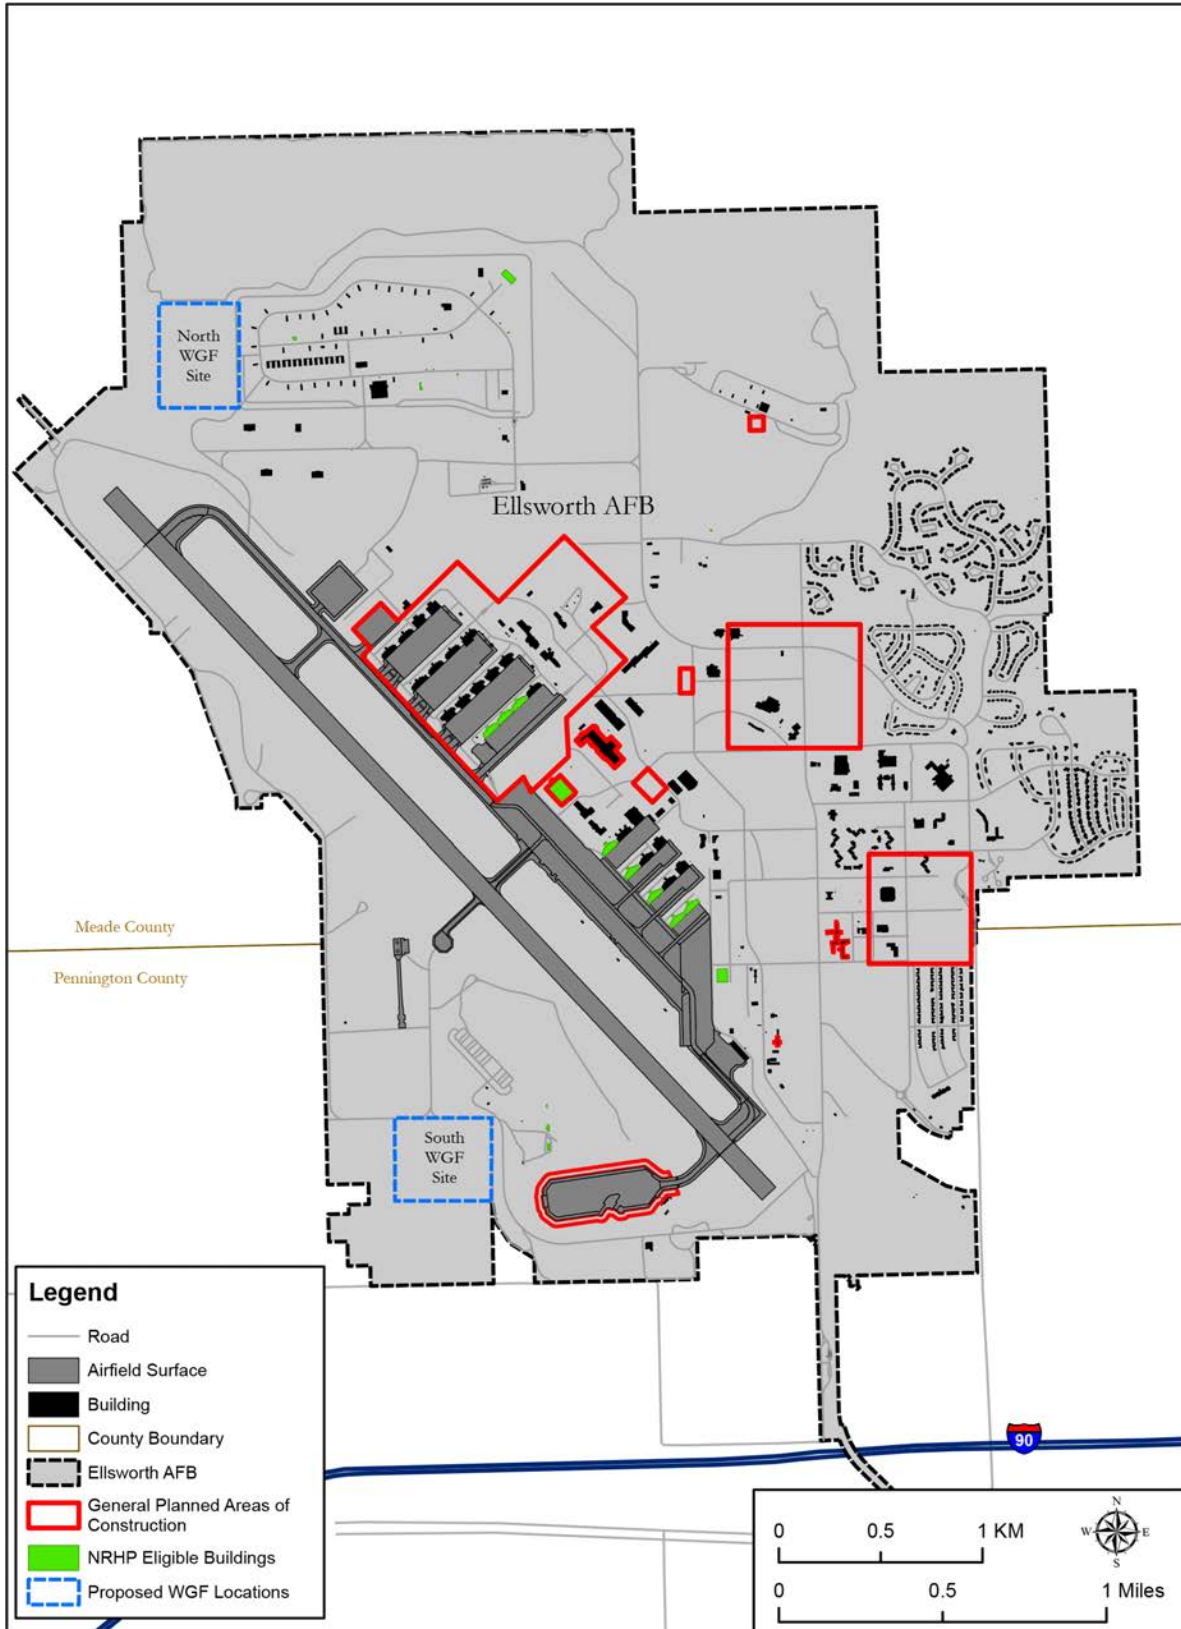 North
WGF
Site
Ellsworth AFB
Meade County
Pennington County
South
WGF
Site
Legend
Road
Airfield Surface
Building
County Boundary
Ellsworth AFB
General Planned Areas of
Construction
NRHP Eligible Buildings
Proposed WGF Locations
90
0 0.5 1 KM
N
W E
S
0 0.5 1 Miles